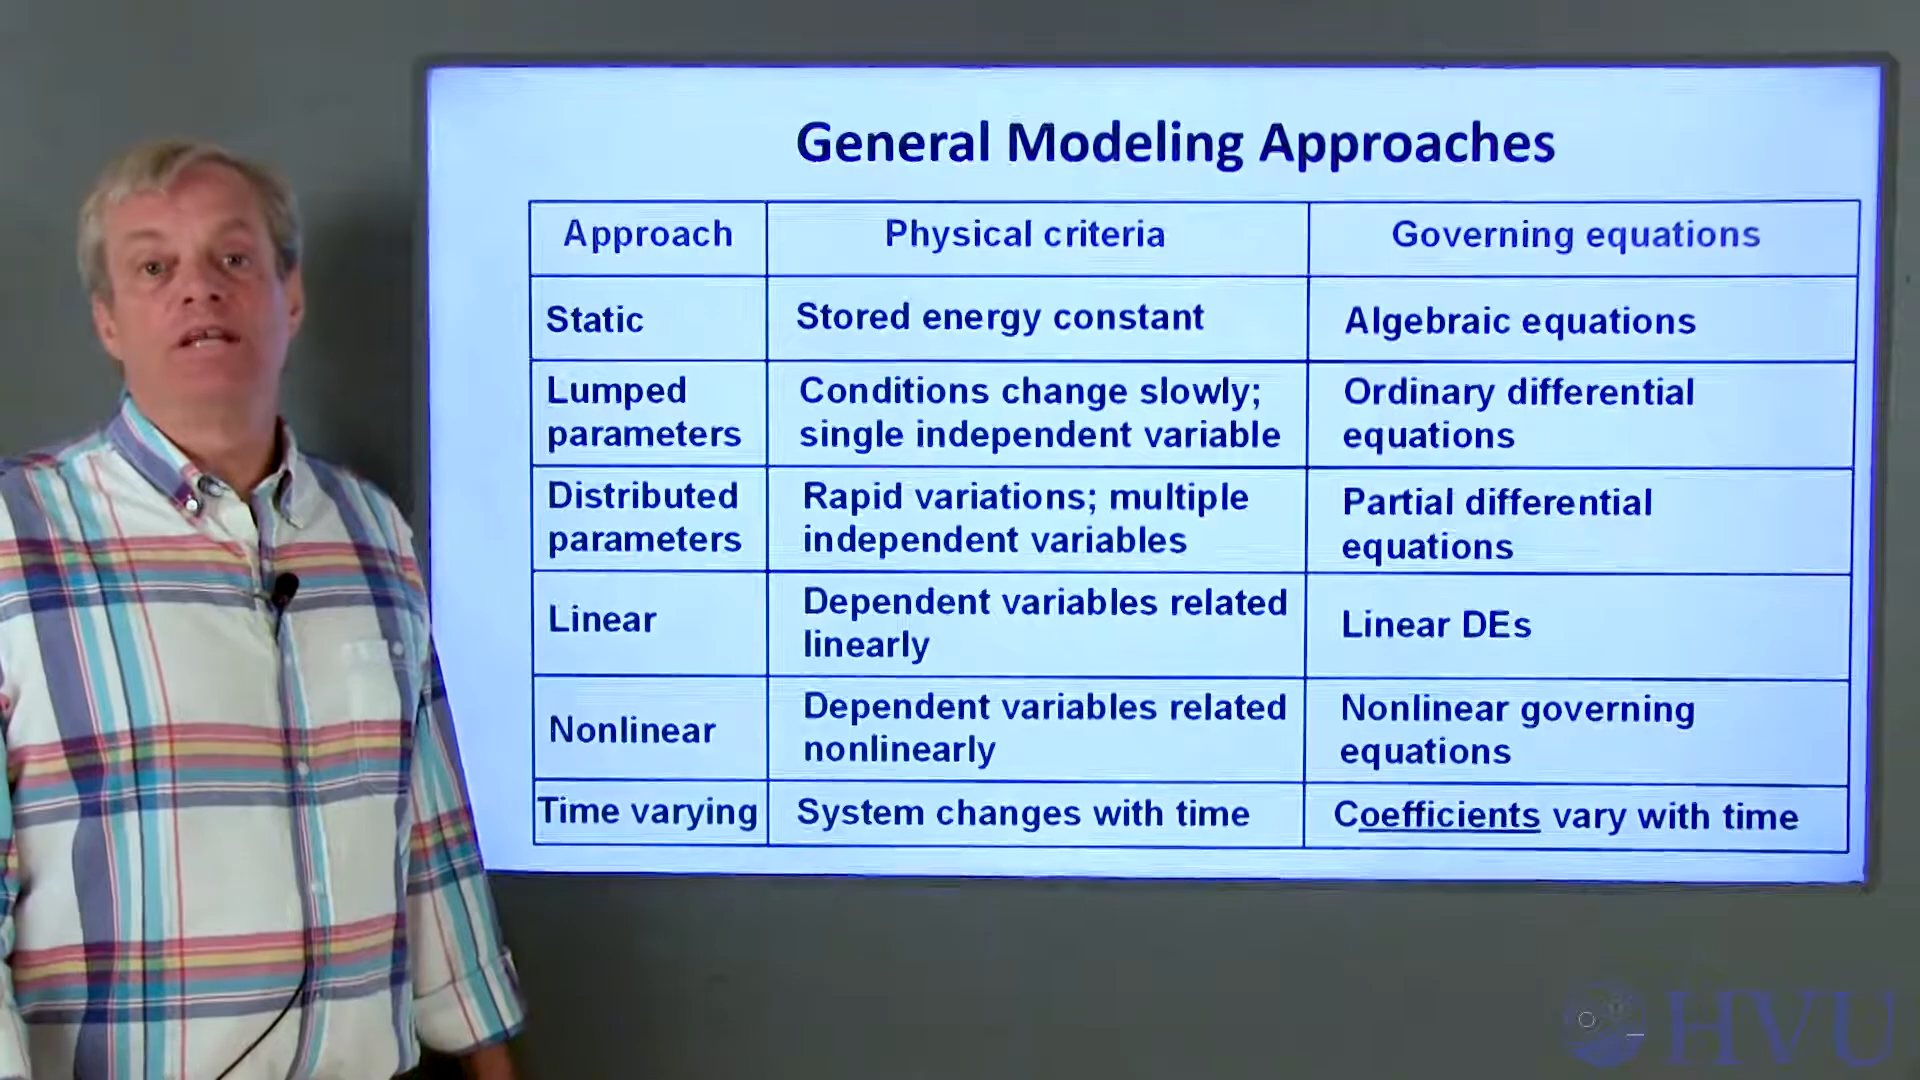 General Modeling Approaches
Approach
Physical criteria
Governing equations
Static
Stored energy constant
Algebraic equations
Lumped
parameters
Conditions change slowly;
single independent variable
Ordinary differential
equations
Distributed
parameters
Rapid variations; multiple
independent variables
Partial differential
equations
Linear
Dependent variables related
linearly
Linear DEs
Nonlinear
Dependent variables related
nonlinearly
Nonlinear governing
equations
Time varying
System changes with time
Coefficients vary with time
HVU